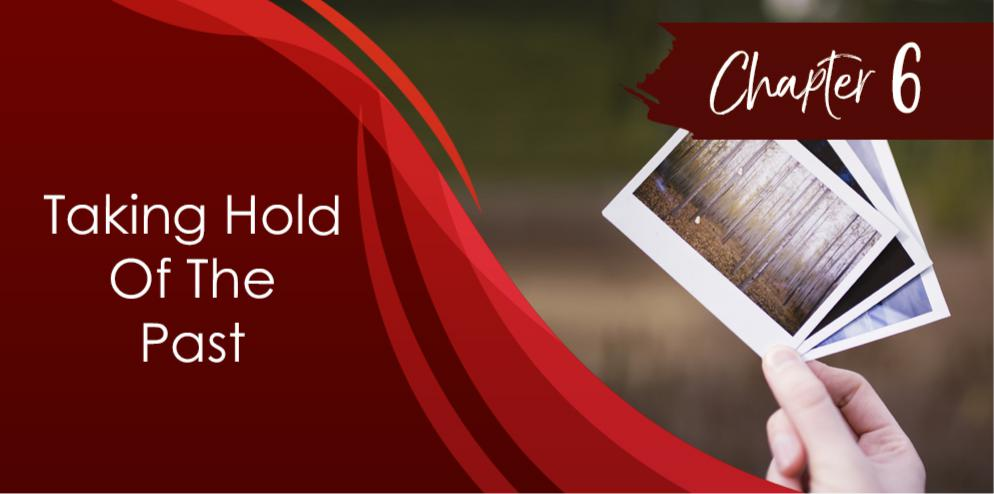 Chapter 6
Taking Hold
Of The
Past